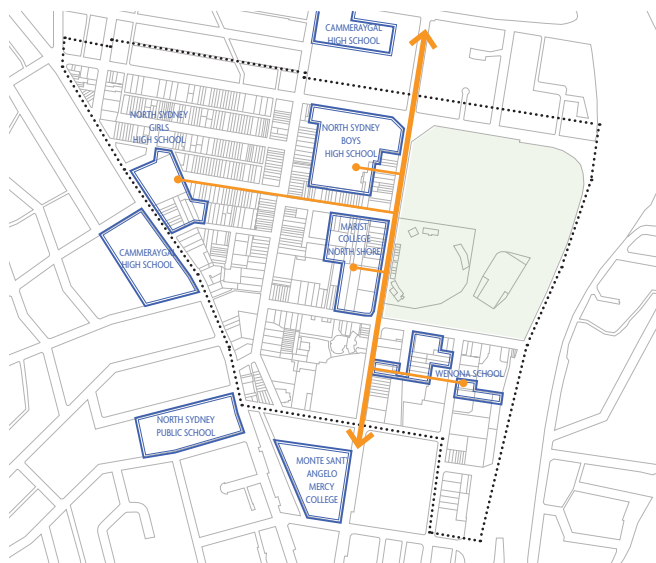 CAMMERAYGAL
HIGH SCHOOL
NORTH SYDNEY
GIRLS
HIGH SCHOOL
NORTH SYDNEY
BOYS
HIGH SCHOOL
MARIST
COLLEGE
NORTH SHORE
CAMMERAYGAL
HIGH SCHOOL
WENONA SCHOOL
NORTH SYDNEY
PUBLIC SCHOOL
MONTE SANT
ANGELO
MERCY
COLLEGE